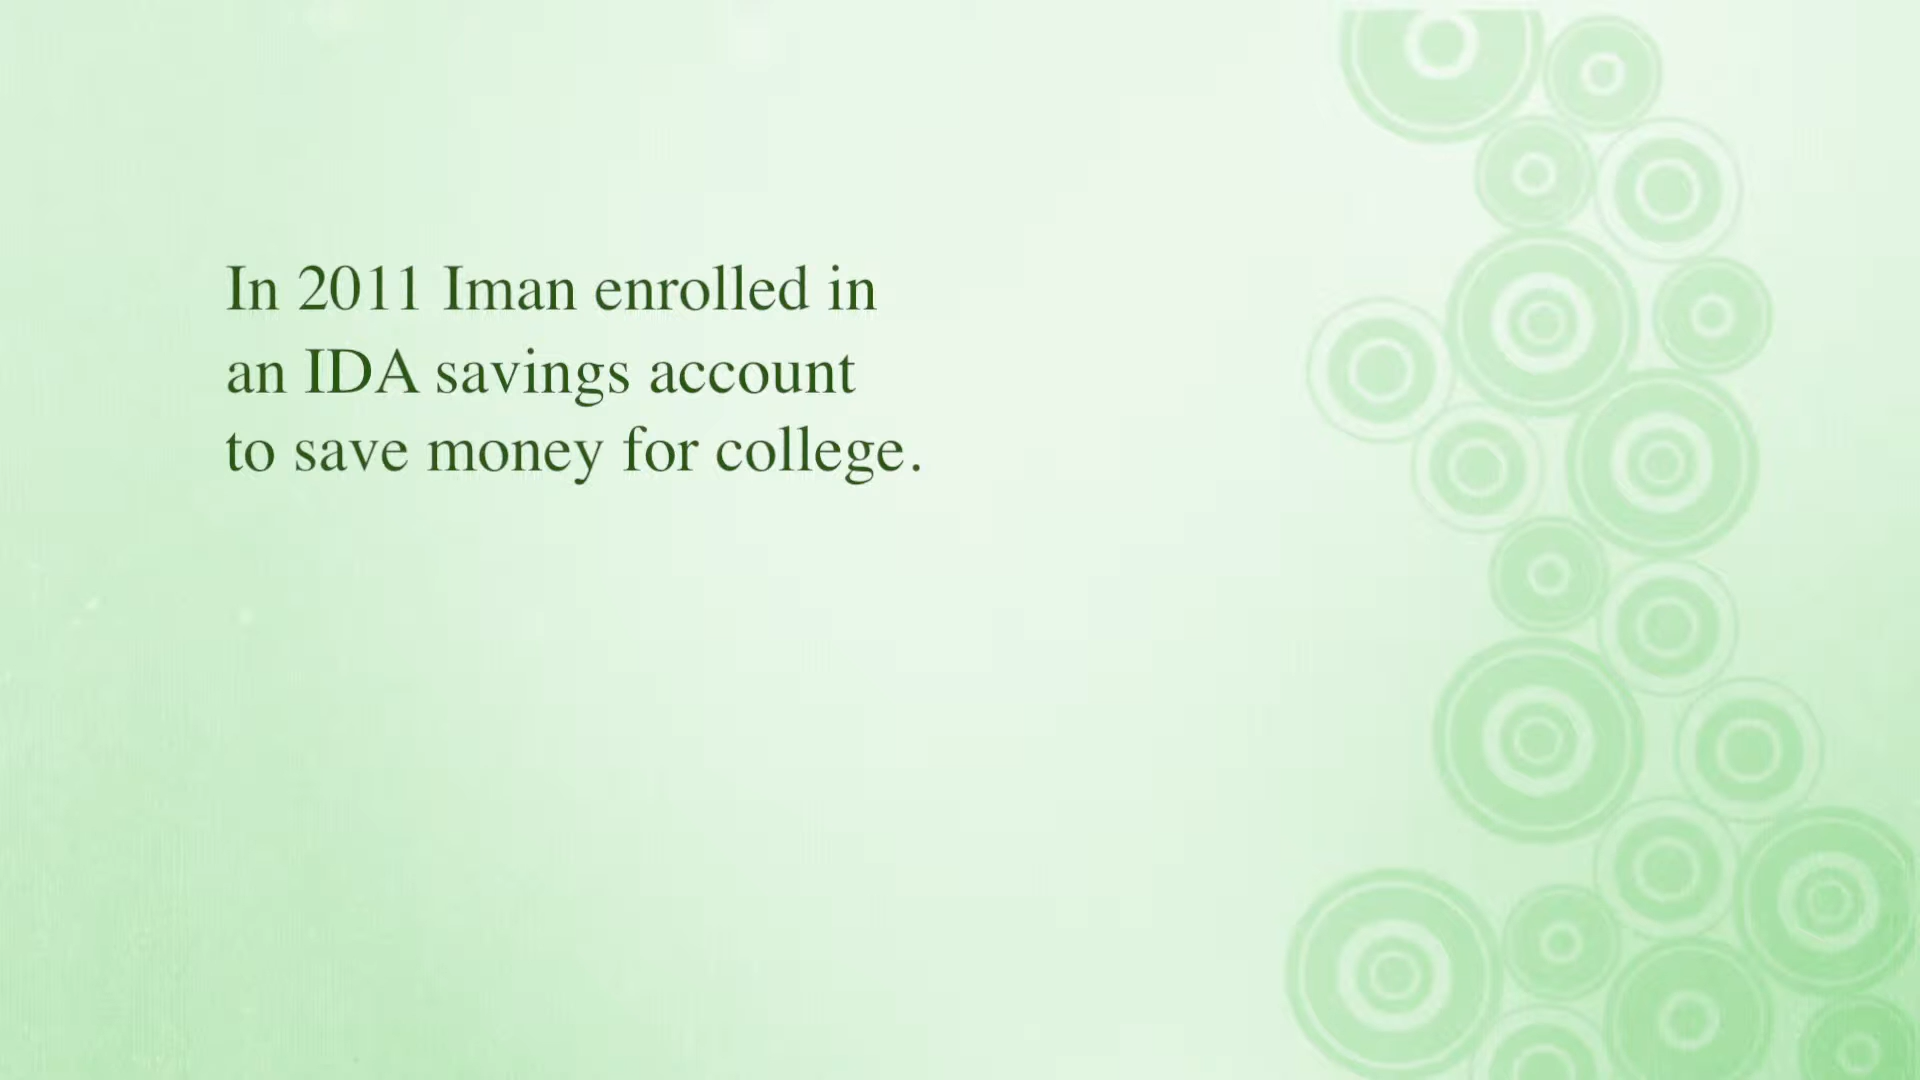 In 2011 Iman enrolled in
an IDA savings account
to save money for college.